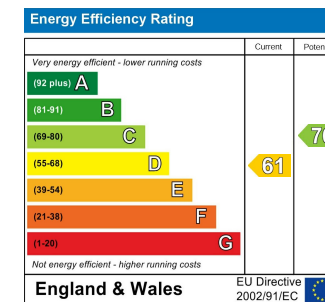 Energy Efficiency Rating
Current
Very energy efficient - lower running costs
(92 plus) A
(81-91) B
(69-80) C
(55-68) D
61
(39-54) E
(21-38) F
(1-20) G
Not energy efficient - higher running costs
England & Wales
EU Directive
2002/91/EC